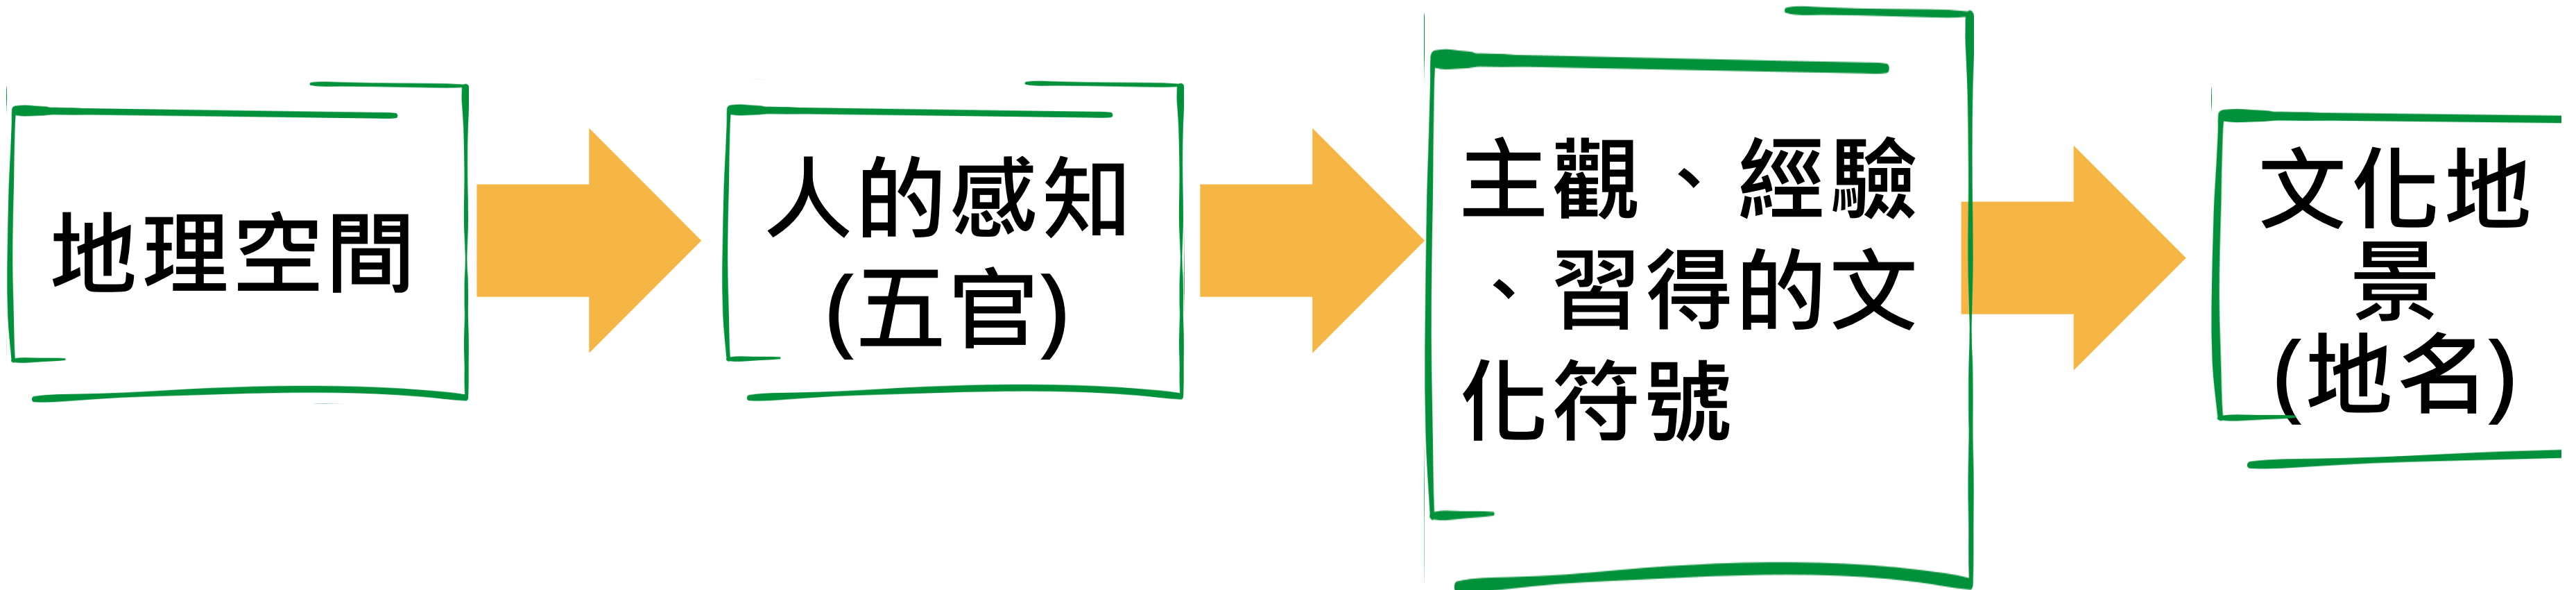 地理空間
人的感知
(五官)
主觀、經驗
、習得的文
化符號
文化地
景
(地名)